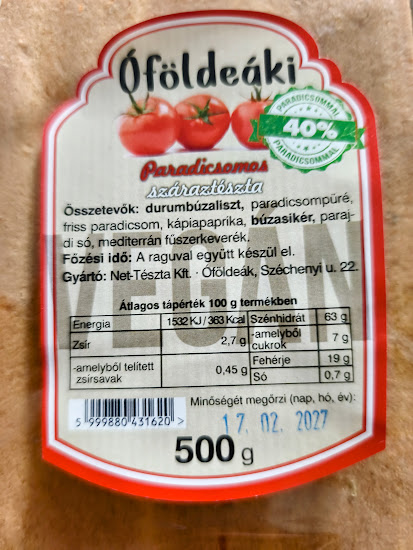 Óföldeáki
PARADICSOMMAL
40%
PARADICSOMMAL
Paradicsomos
száraztészta
Összetevők: durumbúzaliszt, paradicsompüré,
friss paradicsom, kápiapaprika, búzasikér, paraj-
di só, mediterrán fűszerkeverék.
Főzési idő: A raguval együtt készül el.
Gyártó: Net-Tészta Kft. · Óföldeák, Széchenyi u. 22.
VEGAN
Átlagos tápérték 100 g termékben
Energia 1532 KJ / 363 Kcal
Zsír 2,7 g
-amelyből telített zsírsavak 0,45 g
Szénhidrát 63 g
-amelyből cukrok 7 g
Fehérje 19 g
Só 0,7 g
Minőségét megőrzi (nap, hó, év):
17. 02. 2027
5 999880 431620 >
500 g